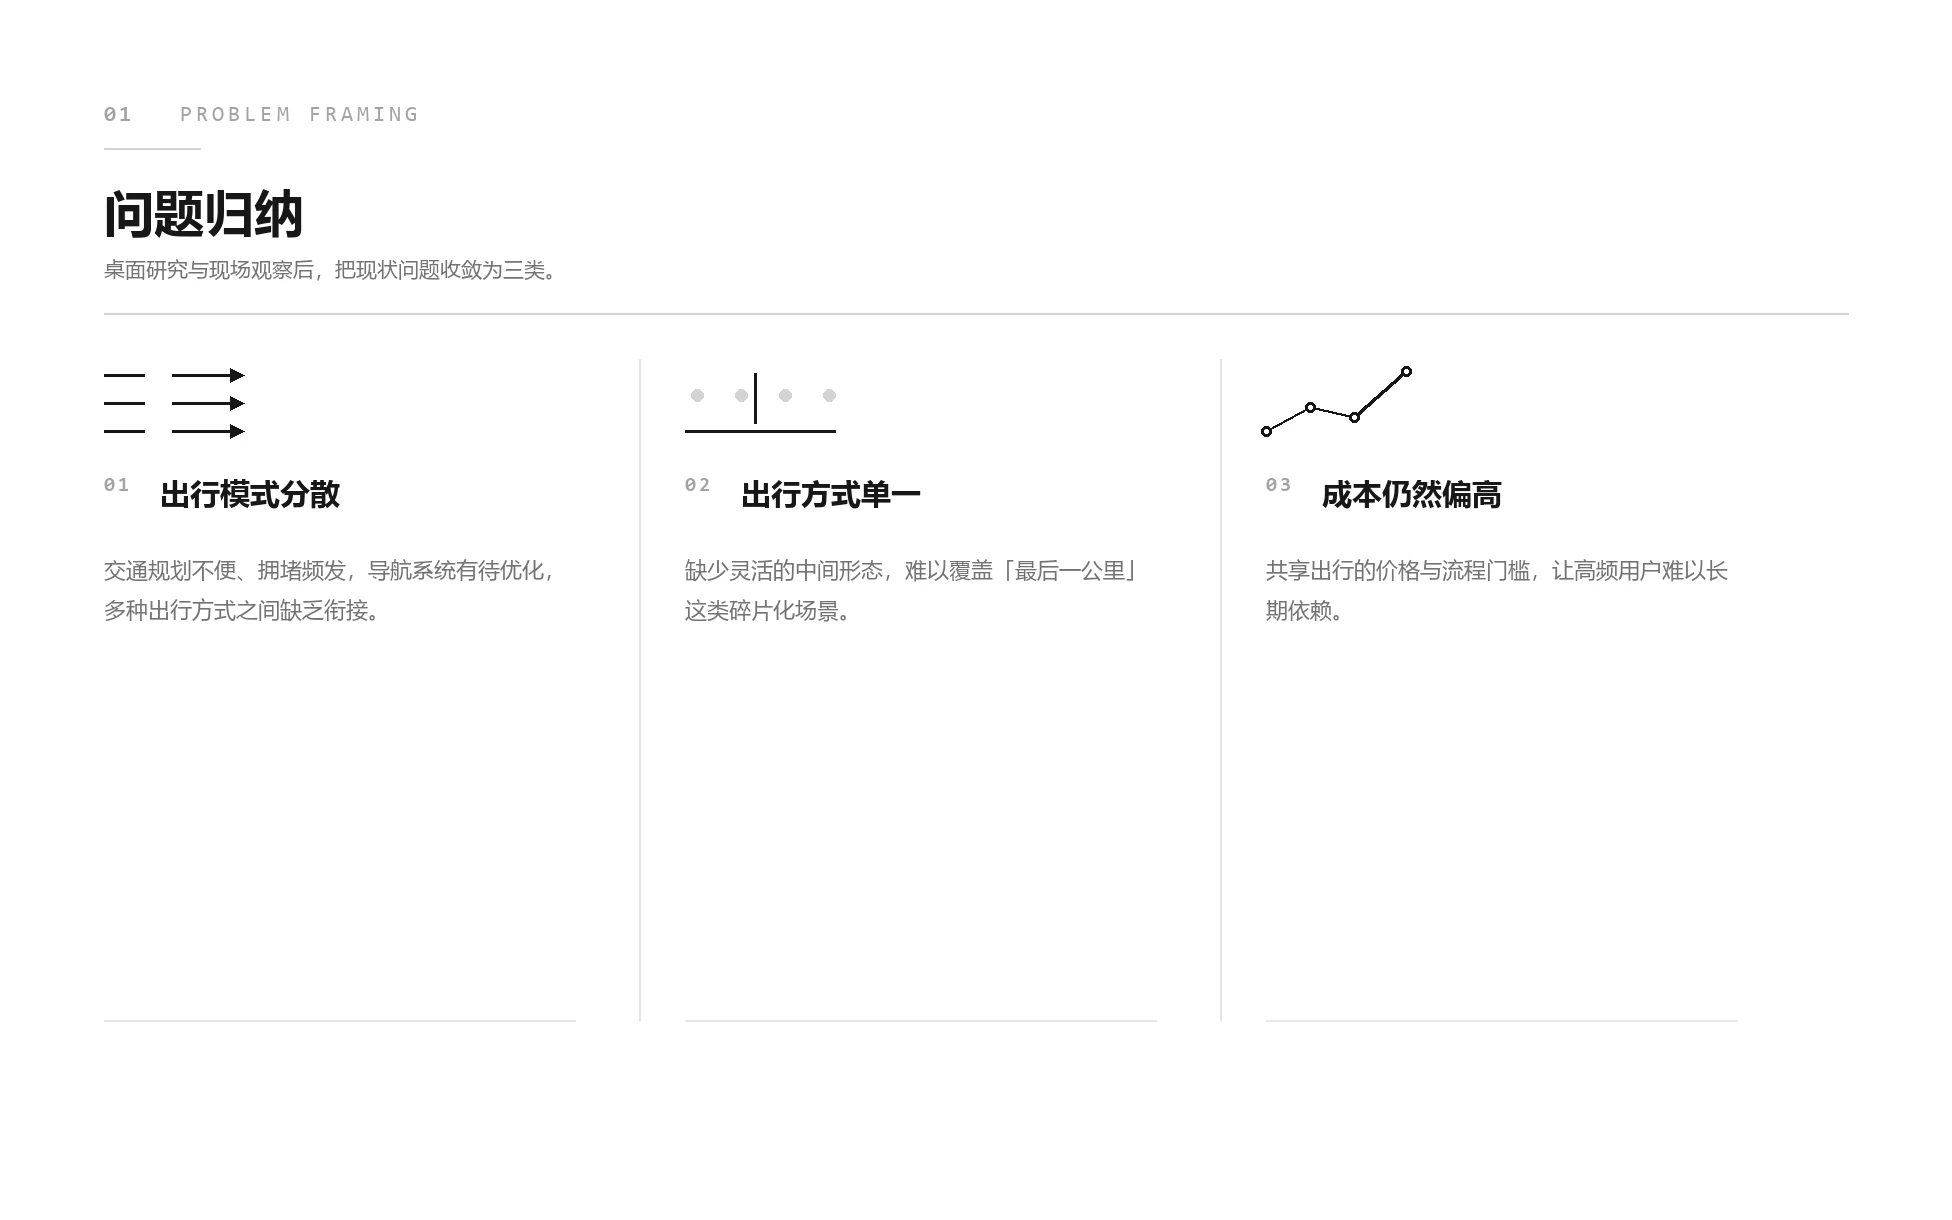 01 PROBLEM FRAMING
问题归纳
桌面研究与现场观察后，把现状问题收敛为三类。
01 出行模式分散
交通规划不便、拥堵频发，导航系统有待优化，
多种出行方式之间缺乏衔接。
02 出行方式单一
缺少灵活的中间形态，难以覆盖「最后一公里」
这类碎片化场景。
03 成本仍然偏高
共享出行的价格与流程门槛，让高频用户难以长
期依赖。